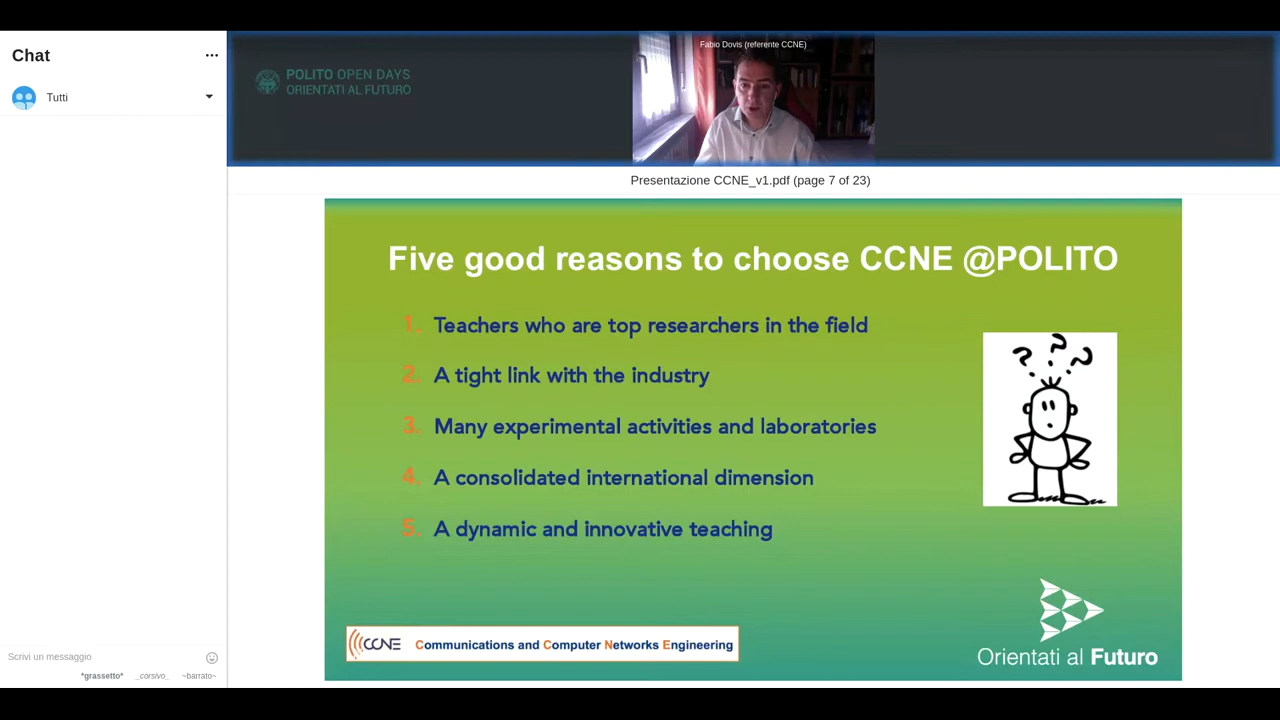 Chat
Tutti
Scrivi un messaggio
*grassetto* _corsivo_ ~barrato~
POLITO OPEN DAYS
ORIENTATI AL FUTURO
Fabio Dovis (referente CCNE)
Presentazione CCNE_v1.pdf (page 7 of 23)
Five good reasons to choose CCNE @POLITO
1. Teachers who are top researchers in the field
2. A tight link with the industry
3. Many experimental activities and laboratories
4. A consolidated international dimension
5. A dynamic and innovative teaching
???
CCNE Communications and Computer Networks Engineering
Orientati al Futuro